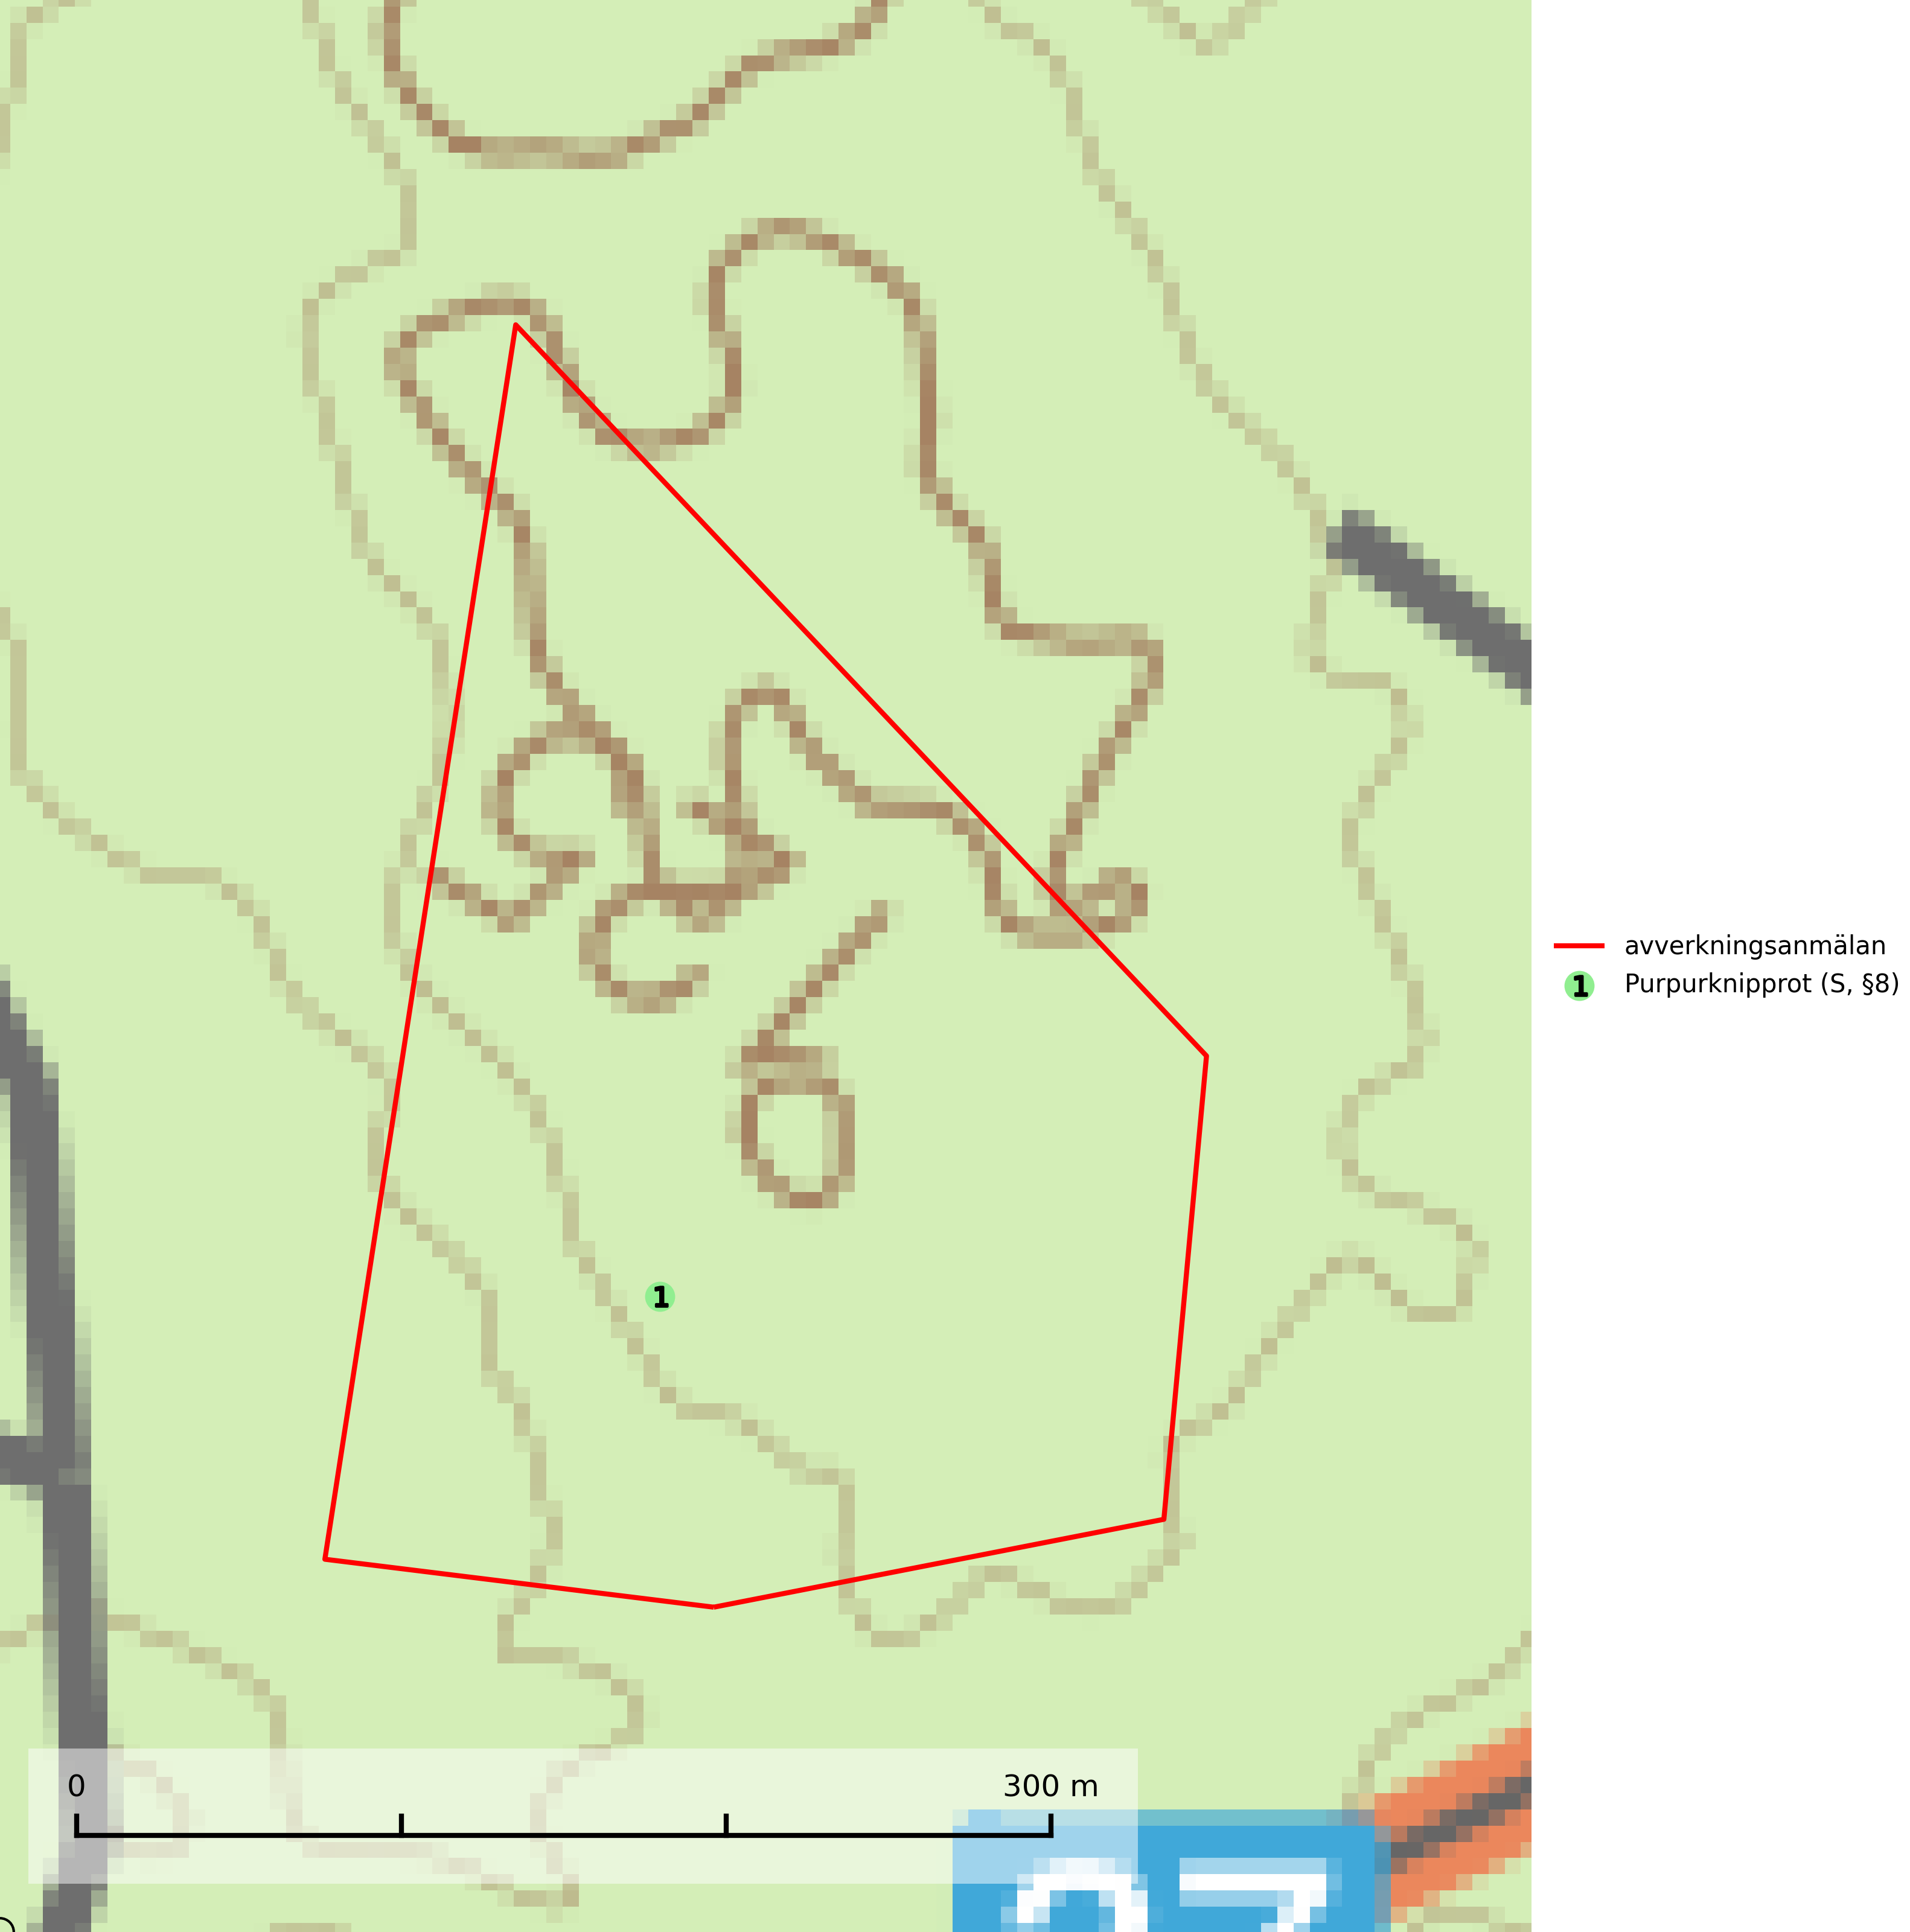 avverkningsanmälan
1 Purpurknipprot (S, §8)
1
0 300 m